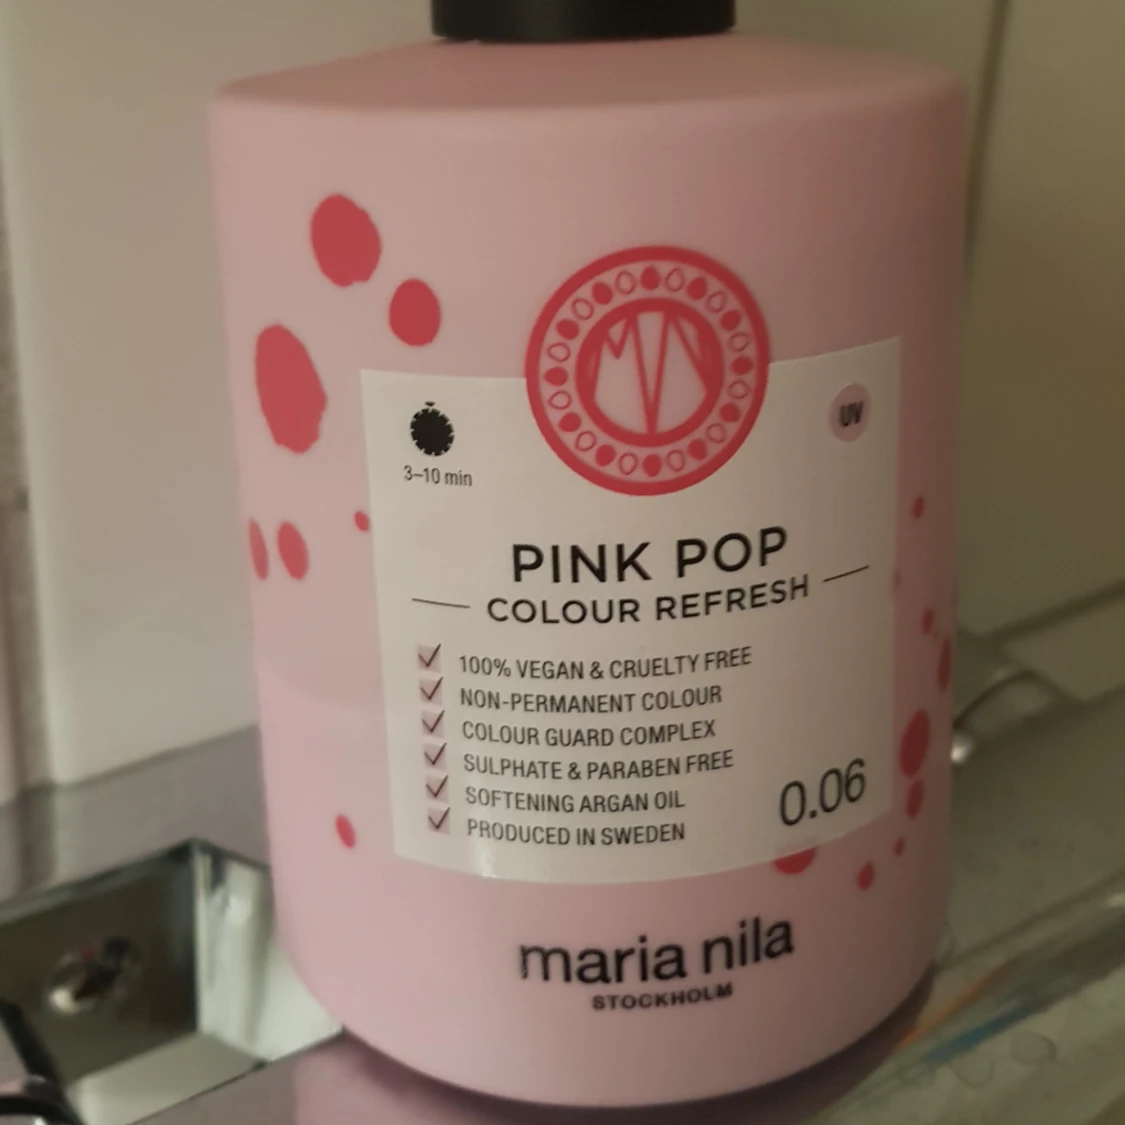 3–10 min
UV
PINK POP
COLOUR REFRESH
100% VEGAN & CRUELTY FREE
NON-PERMANENT COLOUR
COLOUR GUARD COMPLEX
SULPHATE & PARABEN FREE
SOFTENING ARGAN OIL
PRODUCED IN SWEDEN
0.06
maria nila
STOCKHOLM